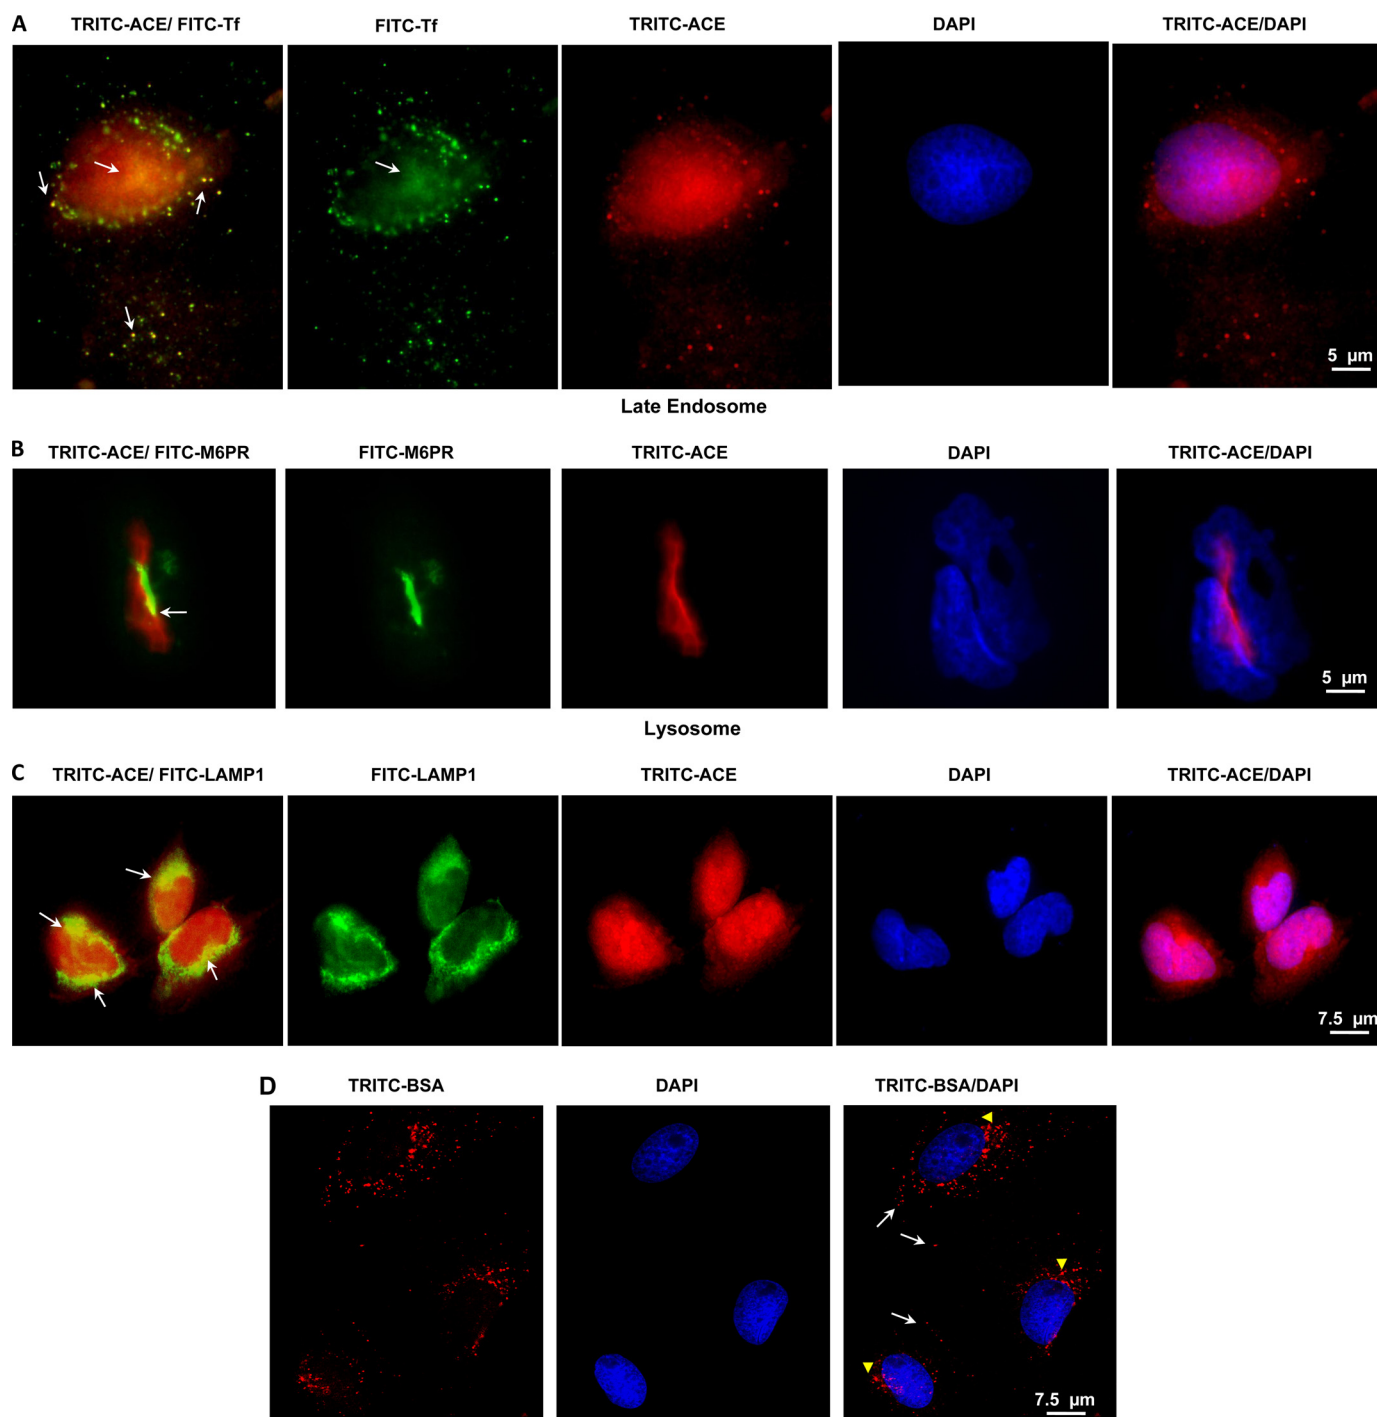 A TRITC-ACE/ FITC-Tf FITC-Tf TRITC-ACE DAPI TRITC-ACE/DAPI
5 µm
Late Endosome
B TRITC-ACE/ FITC-M6PR FITC-M6PR TRITC-ACE DAPI TRITC-ACE/DAPI
5 µm
Lysosome
C TRITC-ACE/ FITC-LAMP1 FITC-LAMP1 TRITC-ACE DAPI TRITC-ACE/DAPI
7.5 µm
D TRITC-BSA DAPI TRITC-BSA/DAPI
7.5 µm